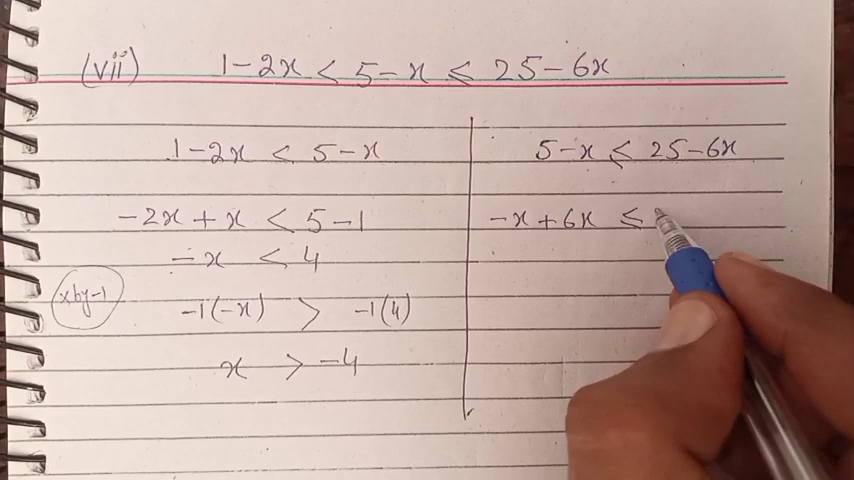 (vii) 1-2x < 5-x ≤ 25-6x
1-2x < 5-x
-2x+x < 5-1
-x < 4
xby-1
-1(-x) > -1(4)
x > -4
5-x ≤ 25-6x
-x+6x ≤